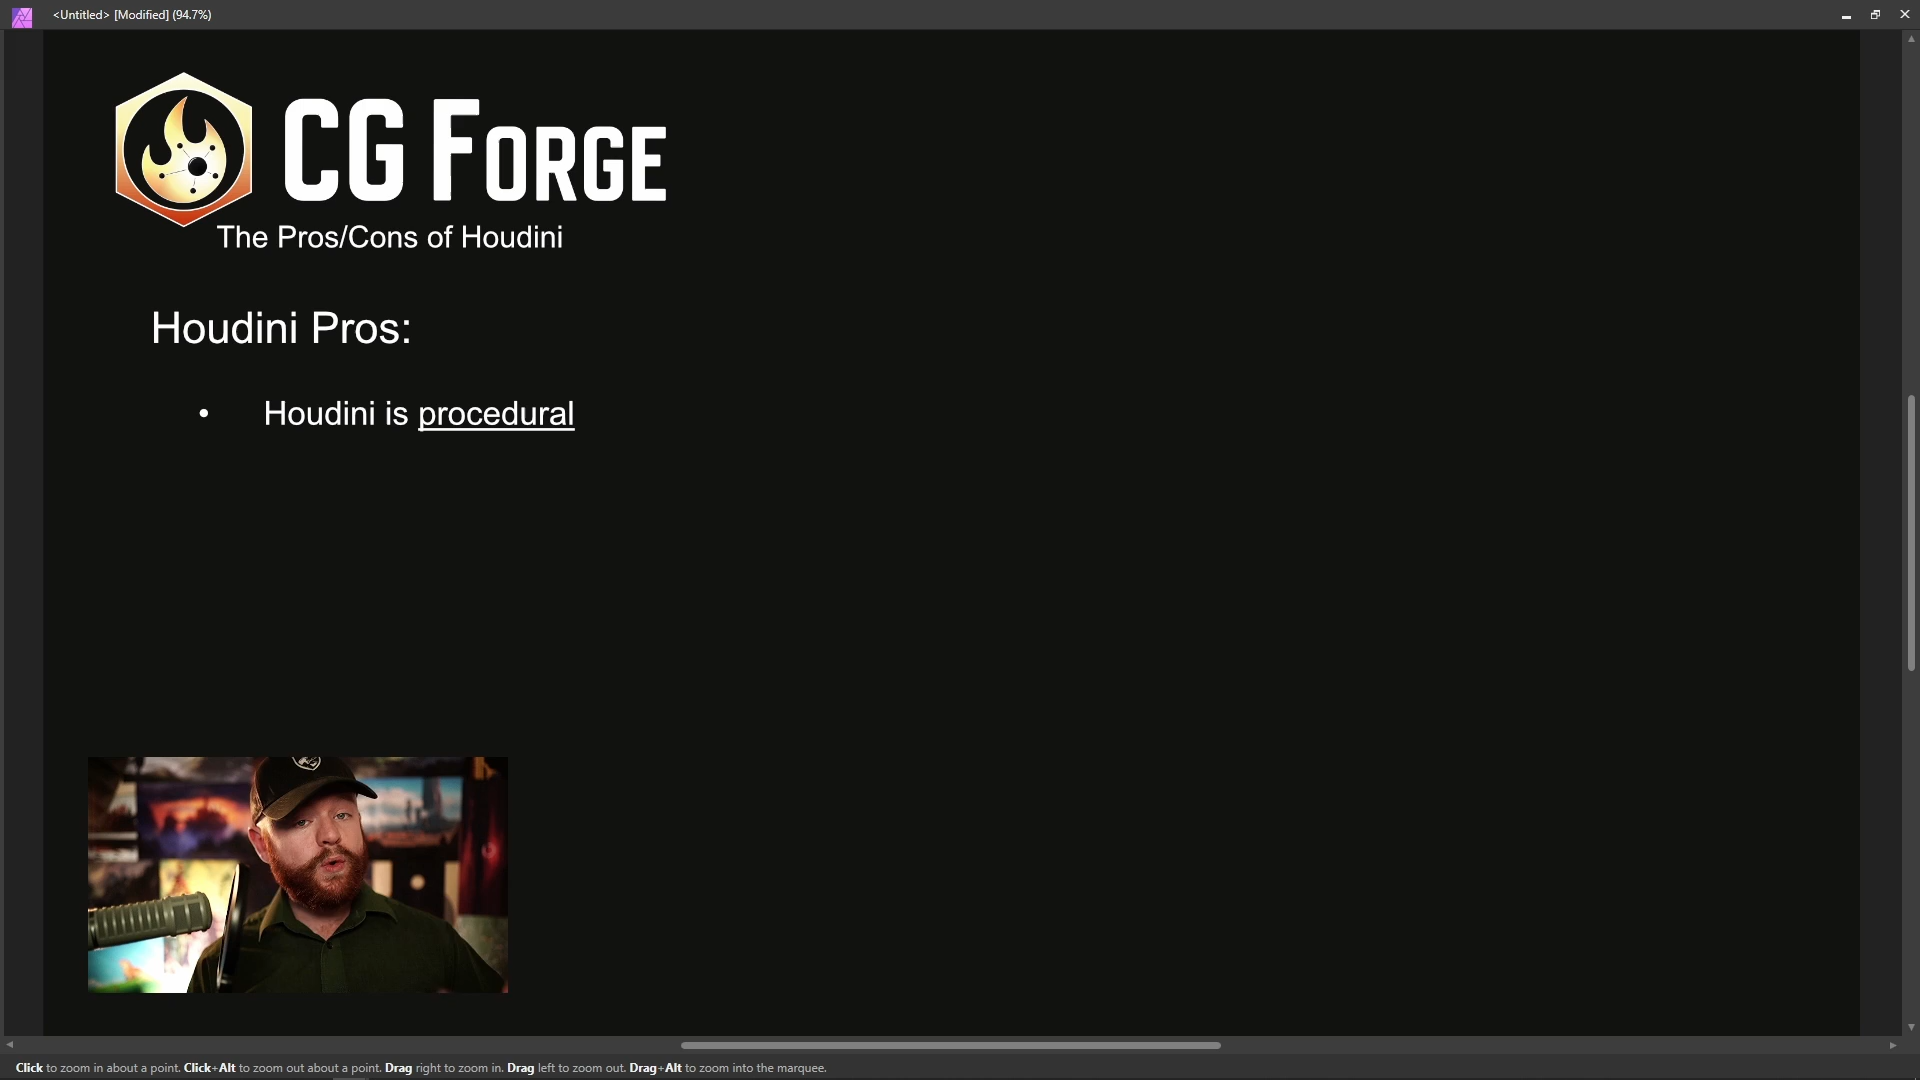 <Untitled> [Modified] (94.7%)
CG FORGE
The Pros/Cons of Houdini
Houdini Pros:
• Houdini is procedural
Click to zoom in about a point. Click+Alt to zoom out about a point. Drag right to zoom in. Drag left to zoom out. Drag+Alt to zoom into the marquee.